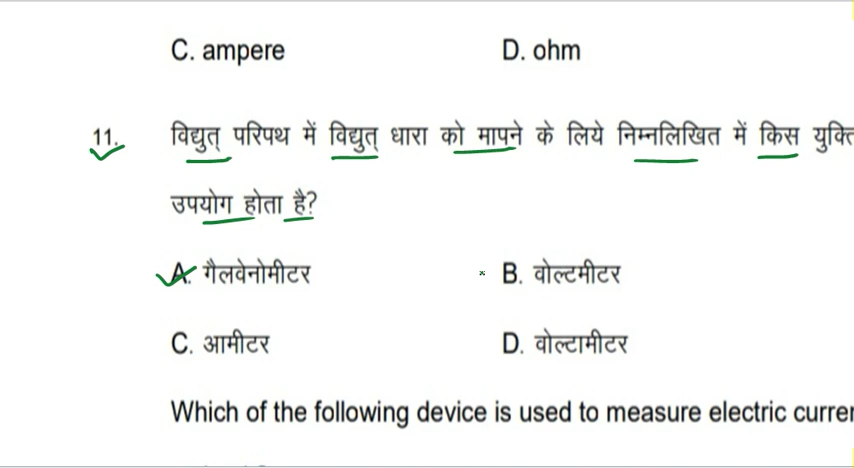 C. ampere D. ohm
11. विद्युत् परिपथ में विद्युत् धारा को मापने के लिये निम्नलिखित में किस युक्ति
उपयोग होता है?
A. गैलवेनोमीटर B. वोल्टमीटर
C. आमीटर D. वोल्टामीटर
Which of the following device is used to measure electric